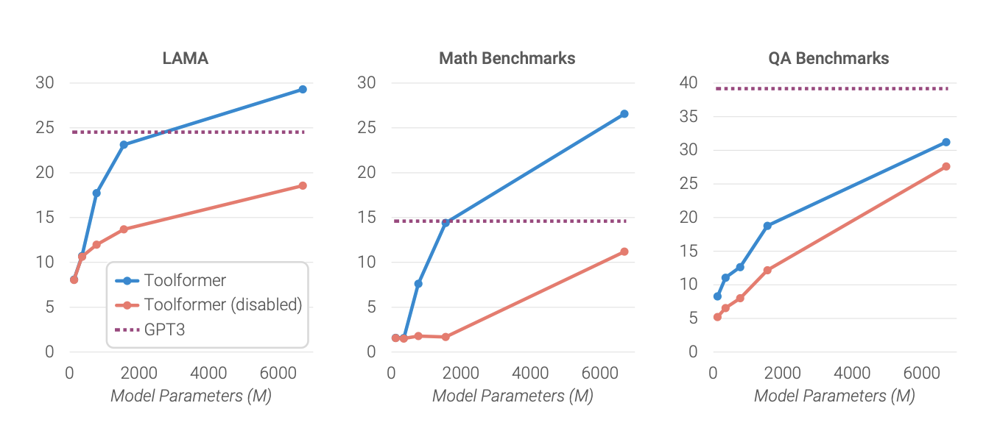 LAMA
30
25
20
15
10
5
0
0 2000 4000 6000
Model Parameters (M)
Toolformer
Toolformer (disabled)
GPT3
Math Benchmarks
30
25
20
15
10
5
0
0 2000 4000 6000
Model Parameters (M)
QA Benchmarks
40
35
30
25
20
15
10
5
0
0 2000 4000 6000
Model Parameters (M)